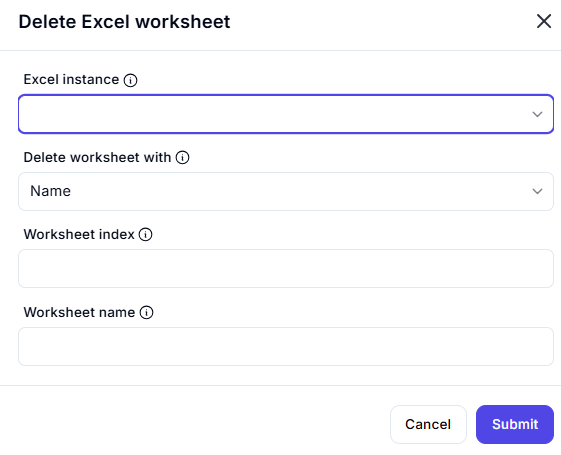 Delete Excel worksheet
Excel instance
Delete worksheet with
Name
Worksheet index
Worksheet name
Cancel Submit